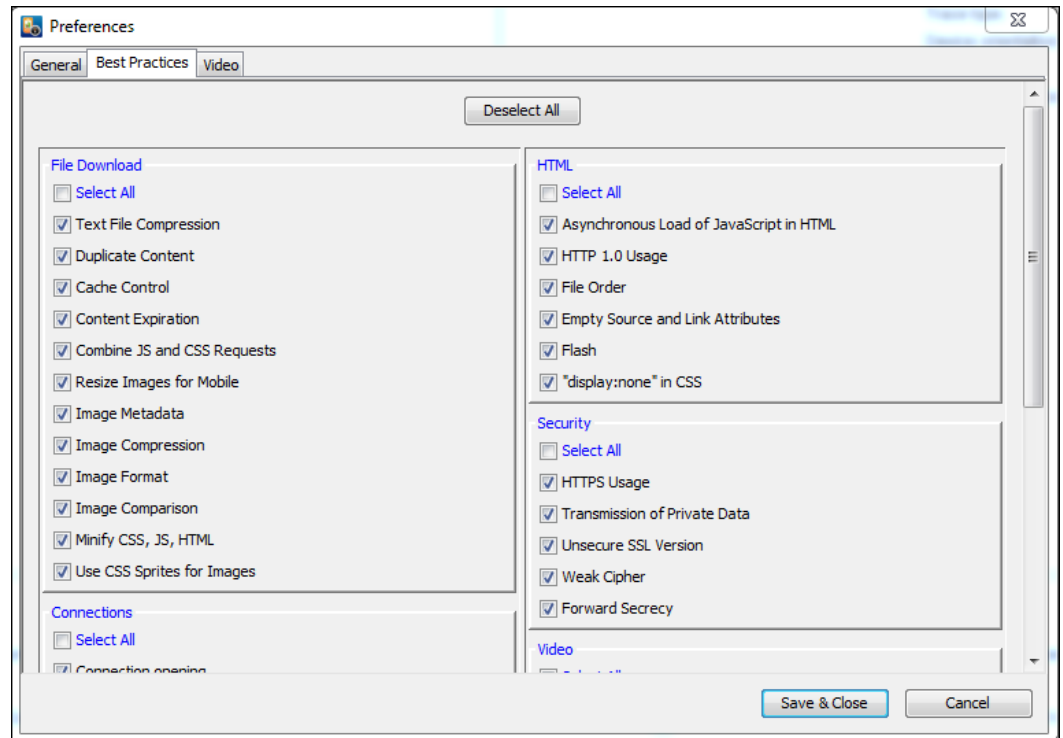 Preferences
General Best Practices Video
Deselect All
File Download
Select All
Text File Compression
Duplicate Content
Cache Control
Content Expiration
Combine JS and CSS Requests
Resize Images for Mobile
Image Metadata
Image Compression
Image Format
Image Comparison
Minify CSS, JS, HTML
Use CSS Sprites for Images
Connections
Select All
Connection opening
HTML
Select All
Asynchronous Load of JavaScript in HTML
HTTP 1.0 Usage
File Order
Empty Source and Link Attributes
Flash
"display:none" in CSS
Security
Select All
HTTPS Usage
Transmission of Private Data
Unsecure SSL Version
Weak Cipher
Forward Secrecy
Video
Save & Close Cancel